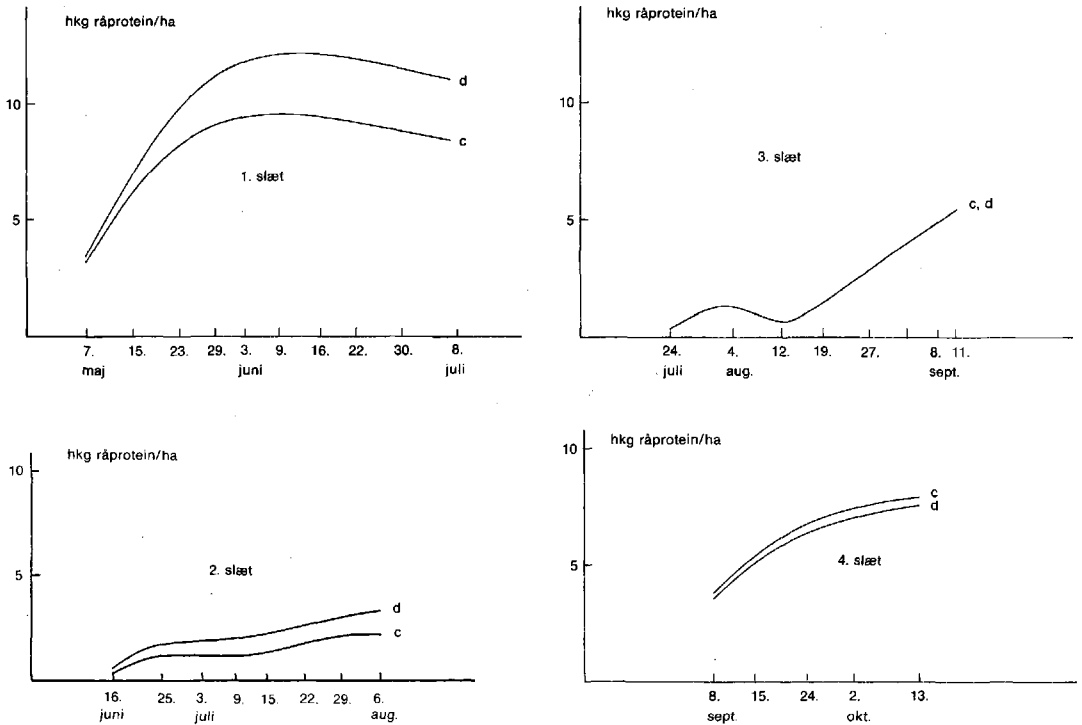 hkg råprotein/ha
10
5
d
c
1. slæt
7. 15. 23. 29. 3. 9. 16. 22. 30. 8.
maj juni juli
hkg råprotein/ha
10
5
3. slæt
c, d
24. 4. 12. 19. 27. 8. 11.
juli aug. sept.
hkg råprotein/ha
10
5
2. slæt
d
c
16. 25. 3. 9. 15. 22. 29. 6.
juni juli aug.
hkg råprotein/ha
10
5
c
d
4. slæt
8. 15. 24. 2. 13.
sept. okt.